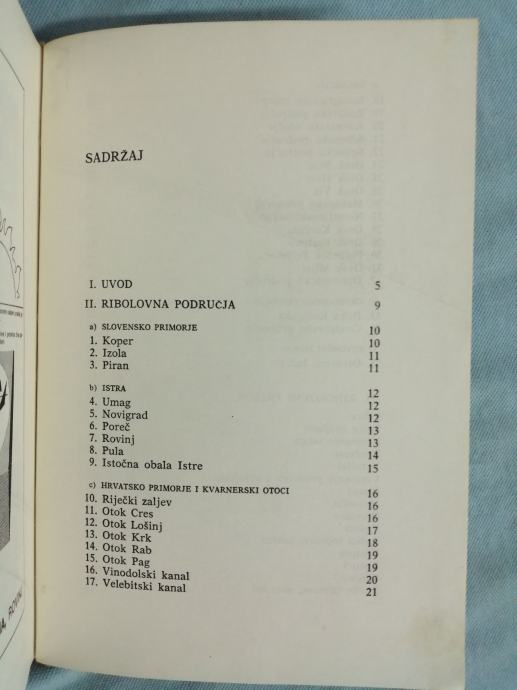 SADRŽAJ
I. UVOD 5
II. RIBOLOVNA PODRUČJA 9
a) SLOVENSKO PRIMORJE 10
1. Koper 10
2. Izola 11
3. Piran 11
b) ISTRA 12
4. Umag 12
5. Novigrad 12
6. Poreč 13
7. Rovinj 13
8. Pula 14
9. Istočna obala Istre 15
c) HRVATSKO PRIMORJE I KVARNERSKI OTOCI 16
10. Riječki zaljev 16
11. Otok Cres 16
12. Otok Lošinj 17
13. Otok Krk 18
14. Otok Rab 19
15. Otok Pag 19
16. Vinodolski kanal 20
17. Velebitski kanal 21